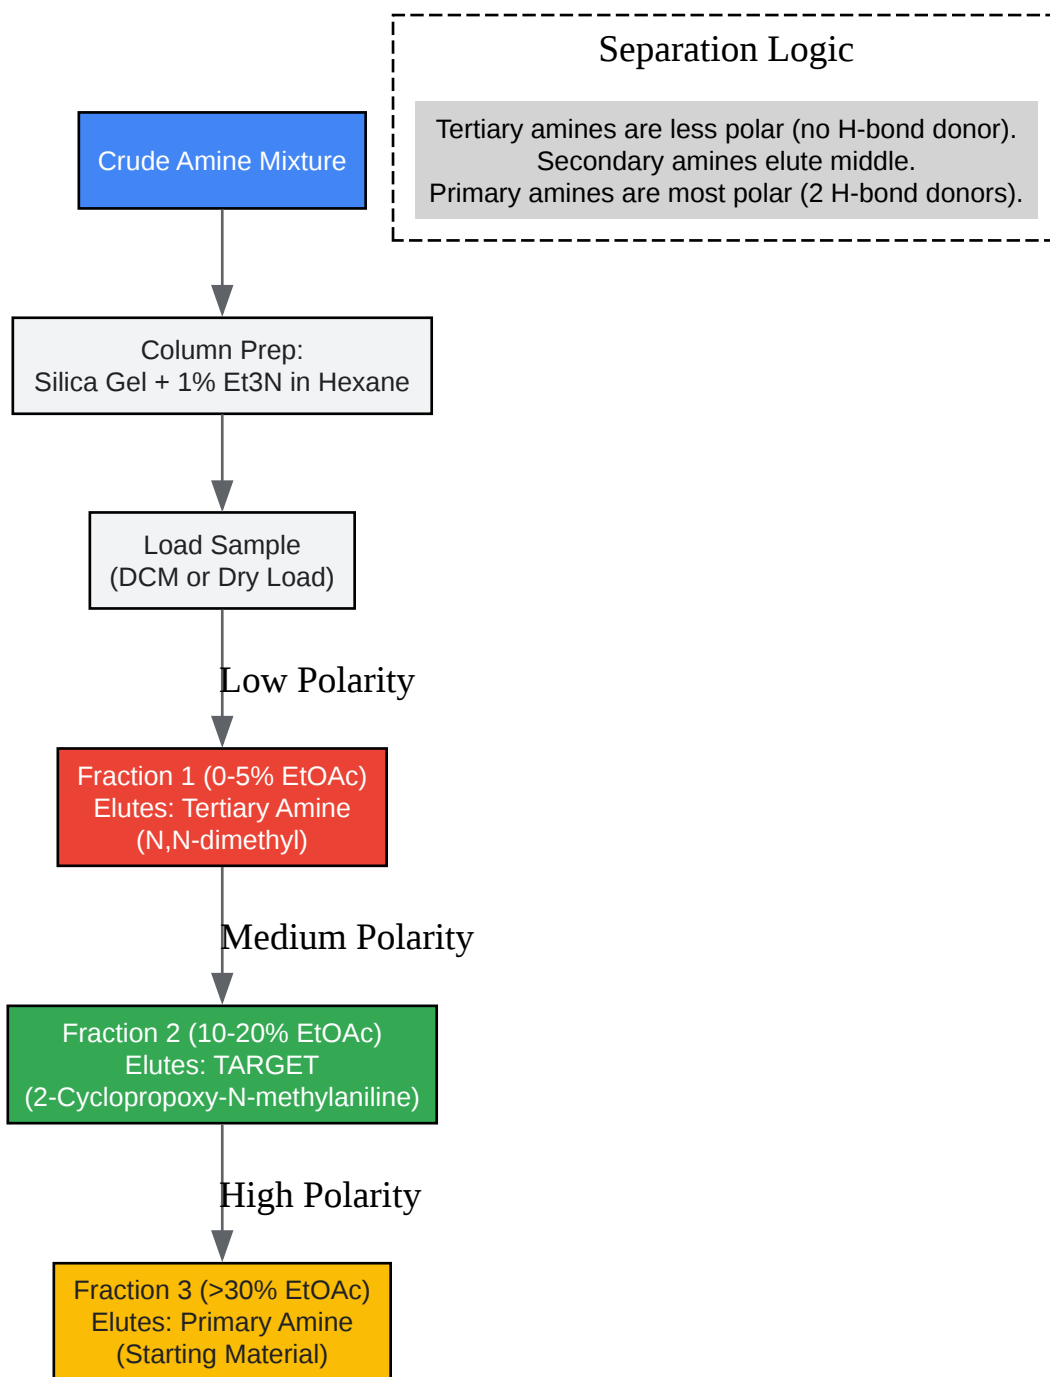 Separation Logic
Tertiary amines are less polar (no H-bond donor).
Secondary amines elute middle.
Primary amines are most polar (2 H-bond donors).
Crude Amine Mixture
Column Prep:
Silica Gel + 1% Et3N in Hexane
Load Sample
(DCM or Dry Load)
Low Polarity
Fraction 1 (0-5% EtOAc)
Elutes: Tertiary Amine
(N,N-dimethyl)
Medium Polarity
Fraction 2 (10-20% EtOAc)
Elutes: TARGET
(2-Cyclopropoxy-N-methylaniline)
High Polarity
Fraction 3 (>30% EtOAc)
Elutes: Primary Amine
(Starting Material)